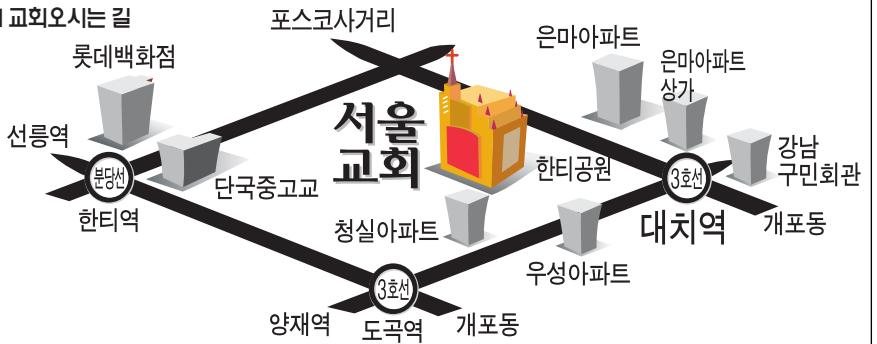 교회오시는 길
포스코사거리
롯데백화점
은마아파트
은마아파트
상가
선릉역
서울
교회
강남
구민회관
분당선
단국중고교
한티공원
3호선
한티역
청실아파트
대치역
개포동
우성아파트
3호선
양재역
도곡역
개포동